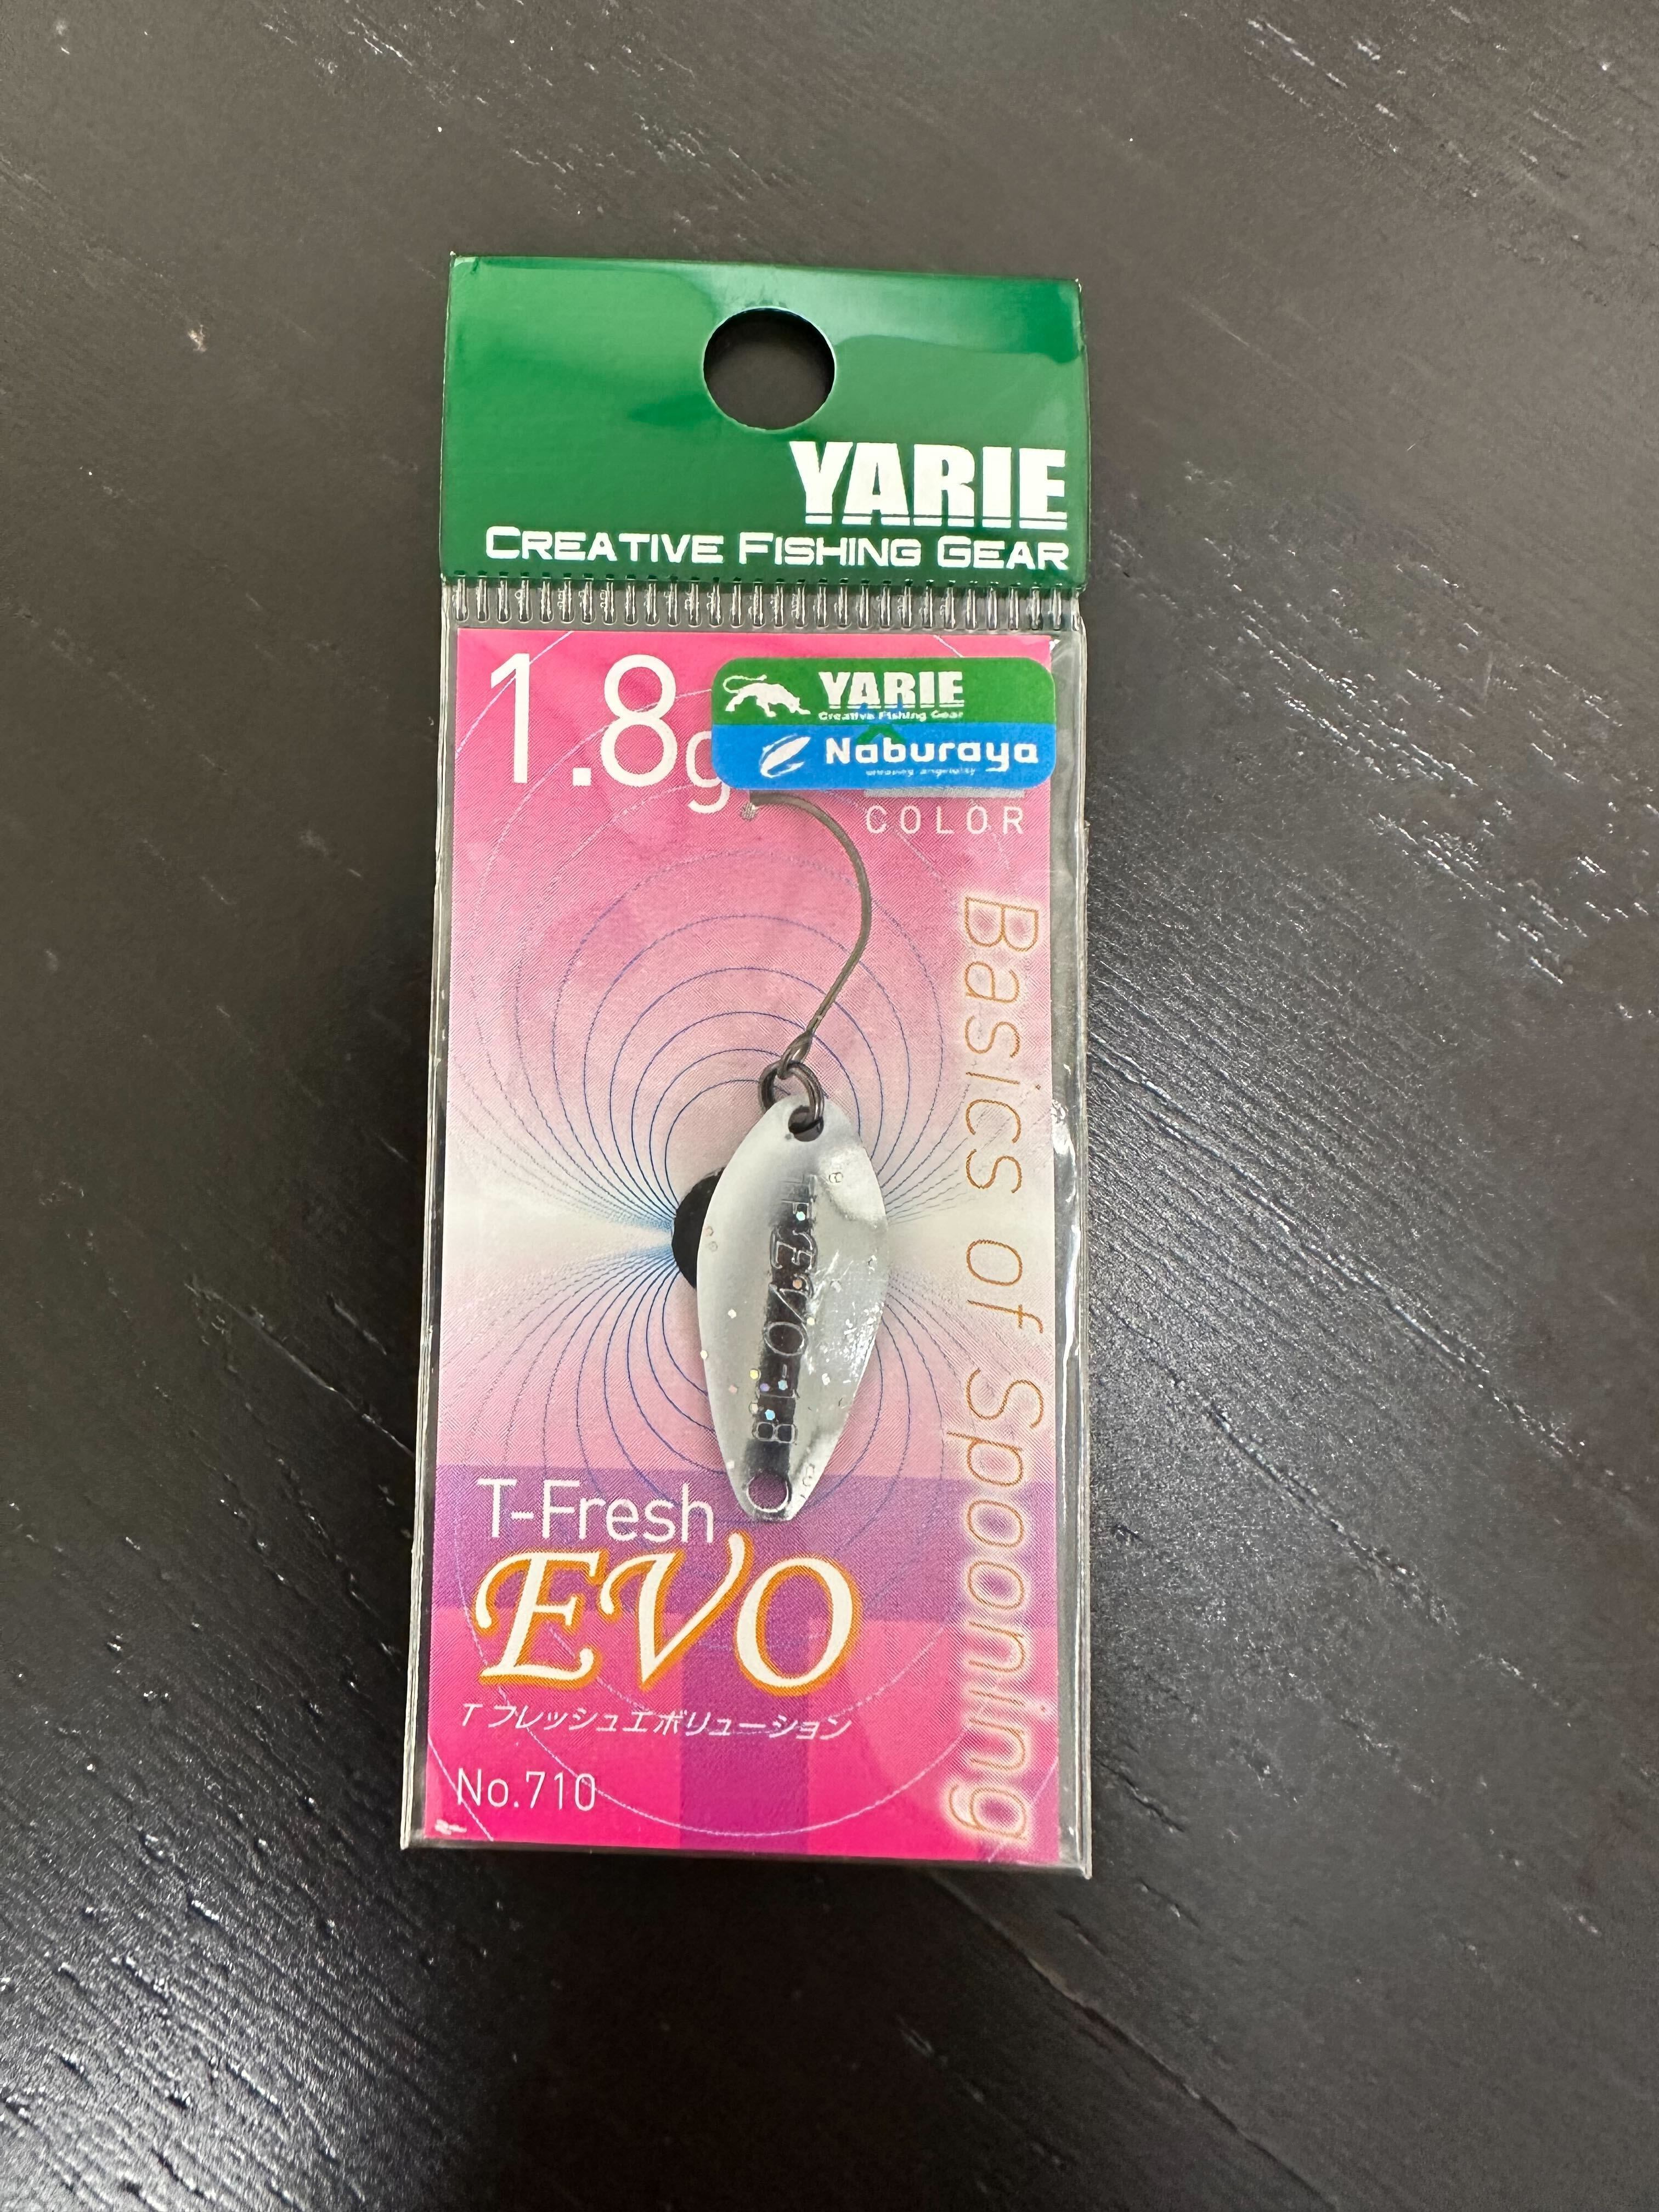 YARIE
CREATIVE FISHING GEAR
1.8g
YARIE
Creative Fishing Gear
Naburaya
COLOR
Basics of Spooning
EVO-1.8
T-Fresh
EVO
T フレッシュエボリューション
No.710